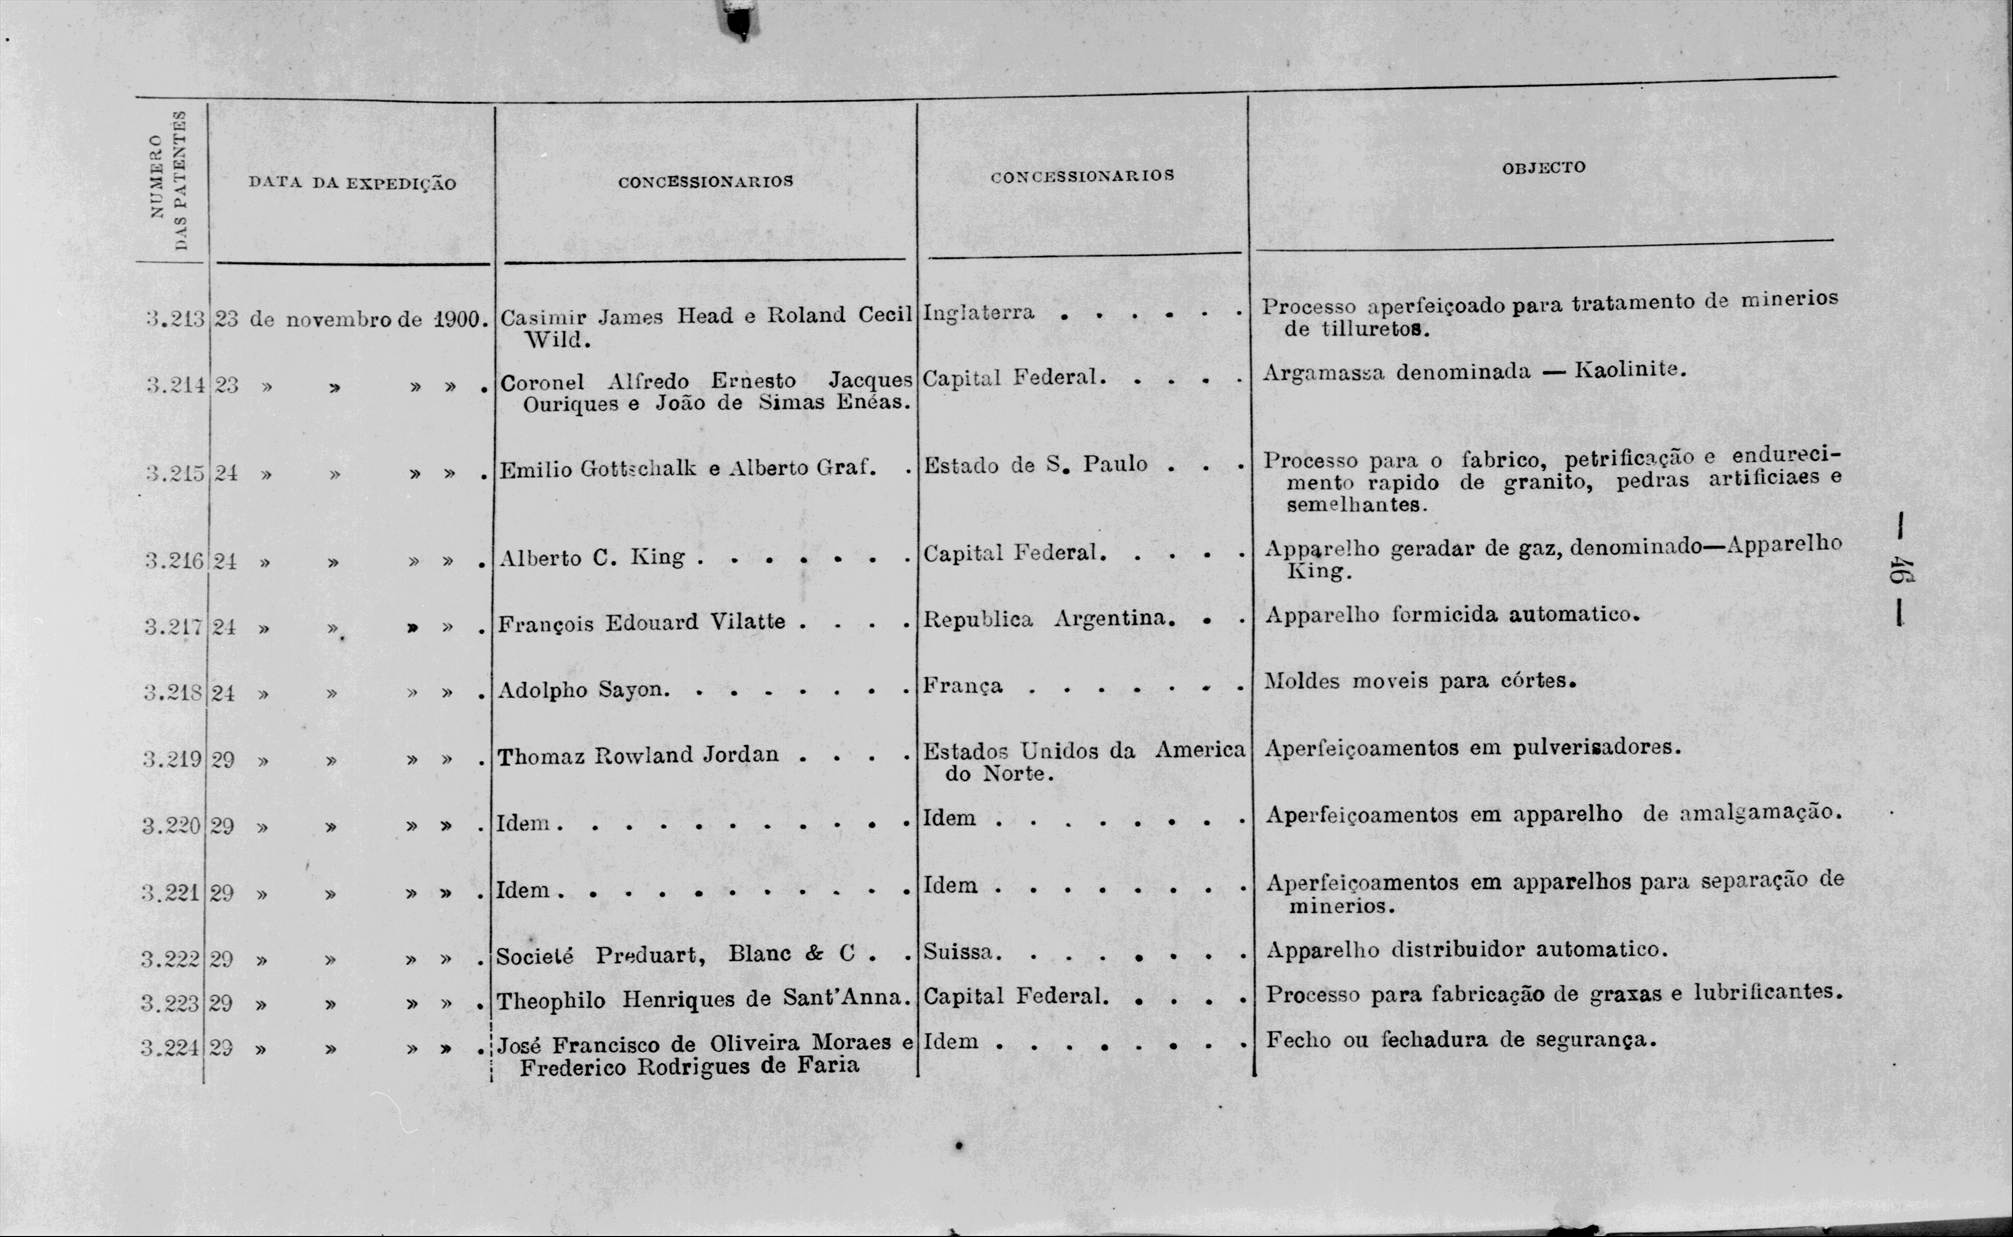 NUMERO
DAS PATENTES
DATA DA EXPEDIÇÃO
CONCESSIONARIOS
CONCESSIONARIOS
OBJECTO
3.213 23 de novembro de 1900. Casimir James Head e Roland Cecil Inglaterra . . . . . . Processo aperfeiçoado para tratamento de minerios
Wild. de tilluretos.
3.214 23 » » » » . Coronel Alfredo Ernesto Jacques Capital Federal. . . . . Argamassa denominada — Kaolinite.
Ouriques e João de Simas Enéas.
3.215 24 » » » » . Emilio Gottschalk e Alberto Graf. . Estado de S. Paulo . . . Processo para o fabrico, petrificação e endureci-
mento rapido de granito, pedras artificiaes e
semelhantes.
3.216 24 » » » » . Alberto C. King . . . . . . . Capital Federal. . . . . Apparelho geradar de gaz, denominado—Apparelho
King.
3.217 24 » » » » . François Edouard Vilatte . . . . Republica Argentina. . . Apparelho formicida automatico.
3.218 24 » » » » . Adolpho Sayon. . . . . . . . França . . . . . . . Moldes moveis para córtes.
3.219 29 » » » » . Thomaz Rowland Jordan . . . . Estados Unidos da America Aperfeiçoamentos em pulverisadores.
do Norte.
3.220 29 » » » » . Idem . . . . . . . . . . . Idem . . . . . . . . Aperfeiçoamentos em apparelho de amalgamação.
3.221 29 » » » » . Idem . . . . . . . . . . . Idem . . . . . . . . Aperfeiçoamentos em apparelhos para separação de
minerios.
3.222 29 » » » » . Societé Preduart, Blanc & C . . Suissa. . . . . . . . Apparelho distribuidor automatico.
3.223 29 » » » » . Theophilo Henriques de Sant'Anna. Capital Federal. . . . . Processo para fabricação de graxas e lubrificantes.
3.224 29 » » » » . José Francisco de Oliveira Moraes e Idem . . . . . . . . Fecho ou fechadura de segurança.
Frederico Rodrigues de Faria
— 46 —